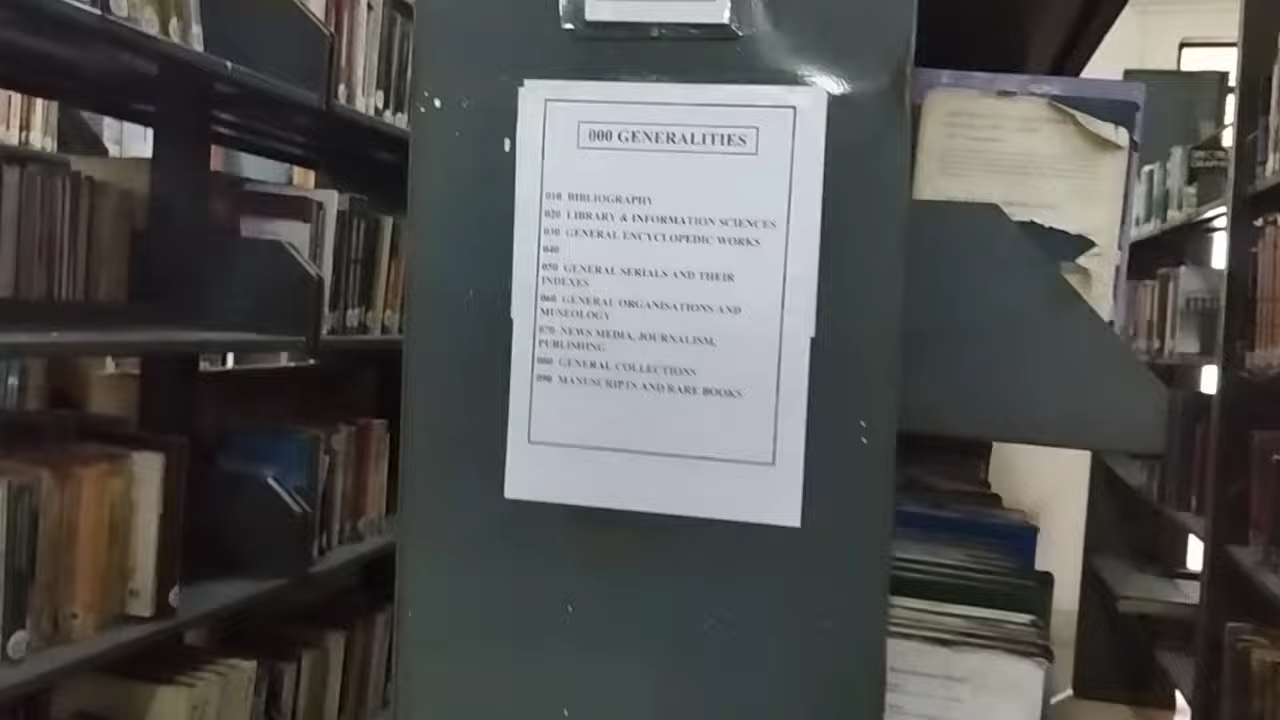 000 GENERALITIES
010 BIBLIOGRAPHY
020 LIBRARY & INFORMATION SCIENCES
030 GENERAL ENCYCLOPEDIC WORKS
040
050 GENERAL SERIALS AND THEIR
INDEXES
060 GENERAL ORGANISATIONS AND
MUSEOLOGY
070 NEWS MEDIA, JOURNALISM,
PUBLISHING
080 GENERAL COLLECTIONS
090 MANUSCRIPTS AND RARE BOOKS